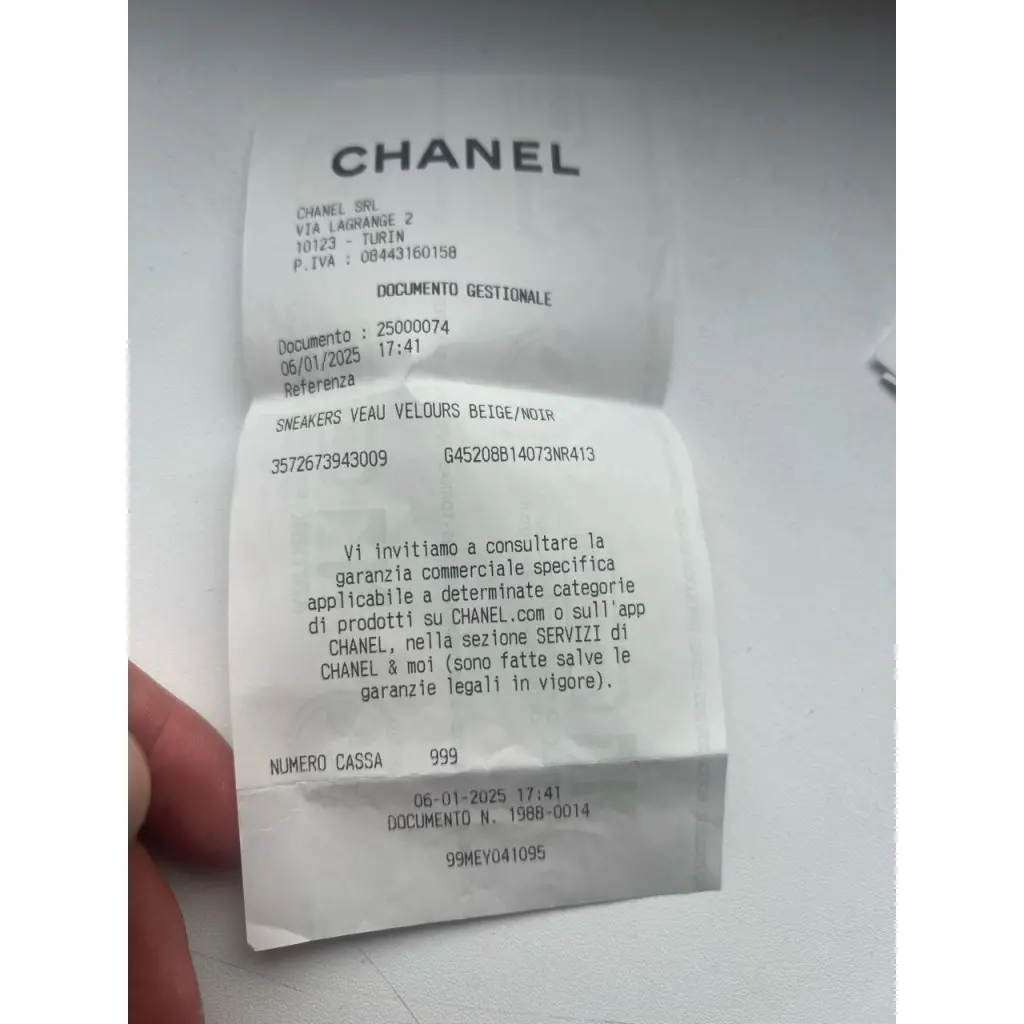 CHANEL
CHANEL SRL
VIA LAGRANGE 2
10123 - TURIN
P.IVA : 08443160158
DOCUMENTO GESTIONALE
Documento : 25000074
06/01/2025 17:41
Referenza
SNEAKERS VEAU VELOURS BEIGE/NOIR
3572673943009 G45208B14073NR413
Vi invitiamo a consultare la
garanzia commerciale specifica
applicabile a determinate categorie
di prodotti su CHANEL.com o sull'app
CHANEL, nella sezione SERVIZI di
CHANEL & moi (sono fatte salve le
garanzie legali in vigore).
NUMERO CASSA 999
06-01-2025 17:41
DOCUMENTO N. 1988-0014
99MEY041095